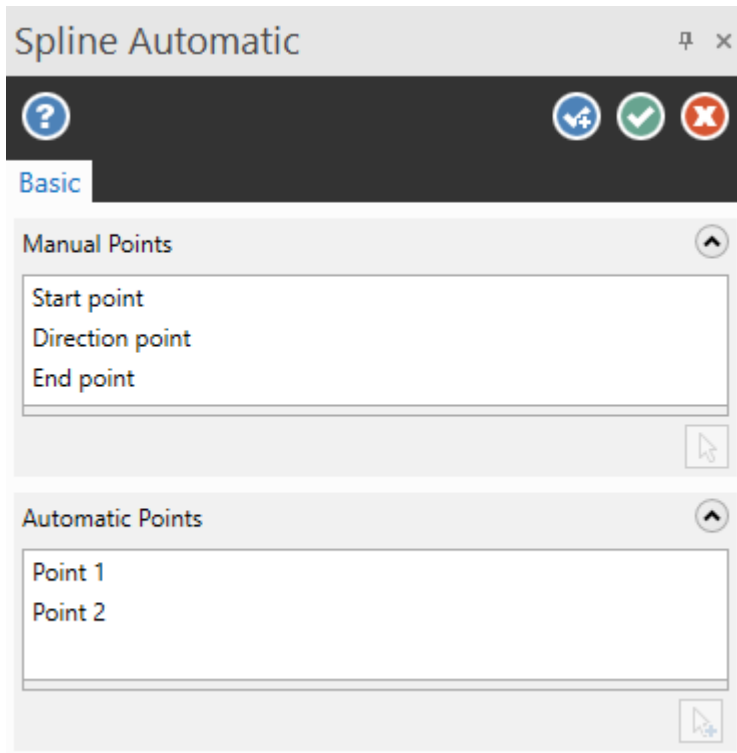 Spline Automatic
Basic
Manual Points
Start point
Direction point
End point
Automatic Points
Point 1
Point 2